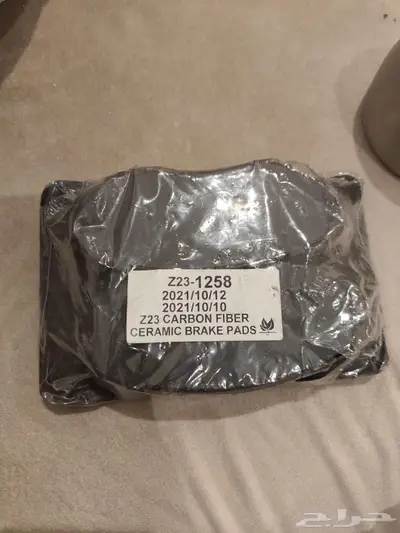 Z23-1258
2021/10/12
2021/10/10
Z23 CARBON FIBER
CERAMIC BRAKE PADS
حراج